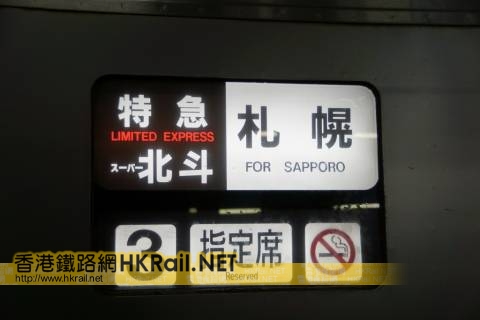 特急
LIMITED EXPRESS
スーパー北斗
札幌
FOR SAPPORO
3
指定席
Reserved
香港鐵路網HKRail.NET
http://www.hkrail.net